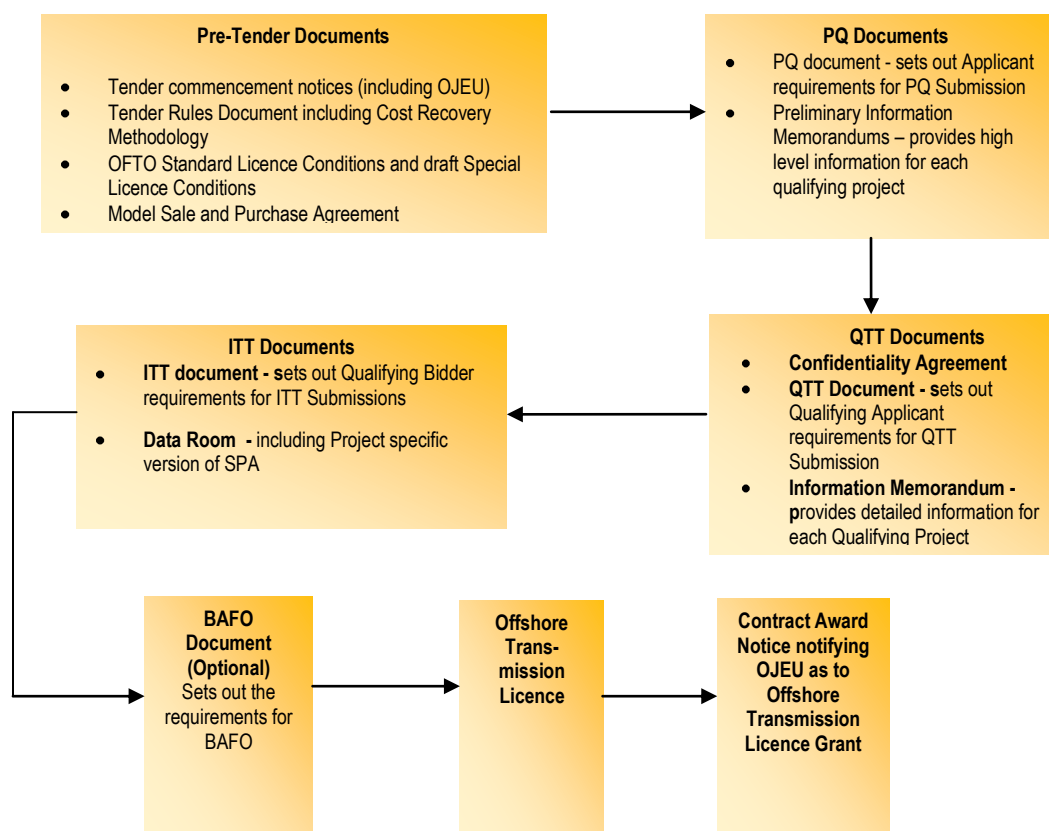 Pre-Tender Documents
• Tender commencement notices (including OJEU)
• Tender Rules Document including Cost Recovery
Methodology
• OFTO Standard Licence Conditions and draft Special
Licence Conditions
• Model Sale and Purchase Agreement
PQ Documents
• PQ document - sets out Applicant
requirements for PQ Submission
• Preliminary Information
Memorandums – provides high
level information for each
qualifying project
QTT Documents
• Confidentiality Agreement
• QTT Document - sets out
Qualifying Applicant
requirements for QTT
Submission
• Information Memorandum -
provides detailed information for
each Qualifying Project
ITT Documents
• ITT document - sets out Qualifying Bidder
requirements for ITT Submissions
• Data Room - including Project specific
version of SPA
BAFO
Document
(Optional)
Sets out the
requirements for
BAFO
Offshore
Trans-
mission
Licence
Contract Award
Notice notifying
OJEU as to
Offshore
Transmission
Licence Grant